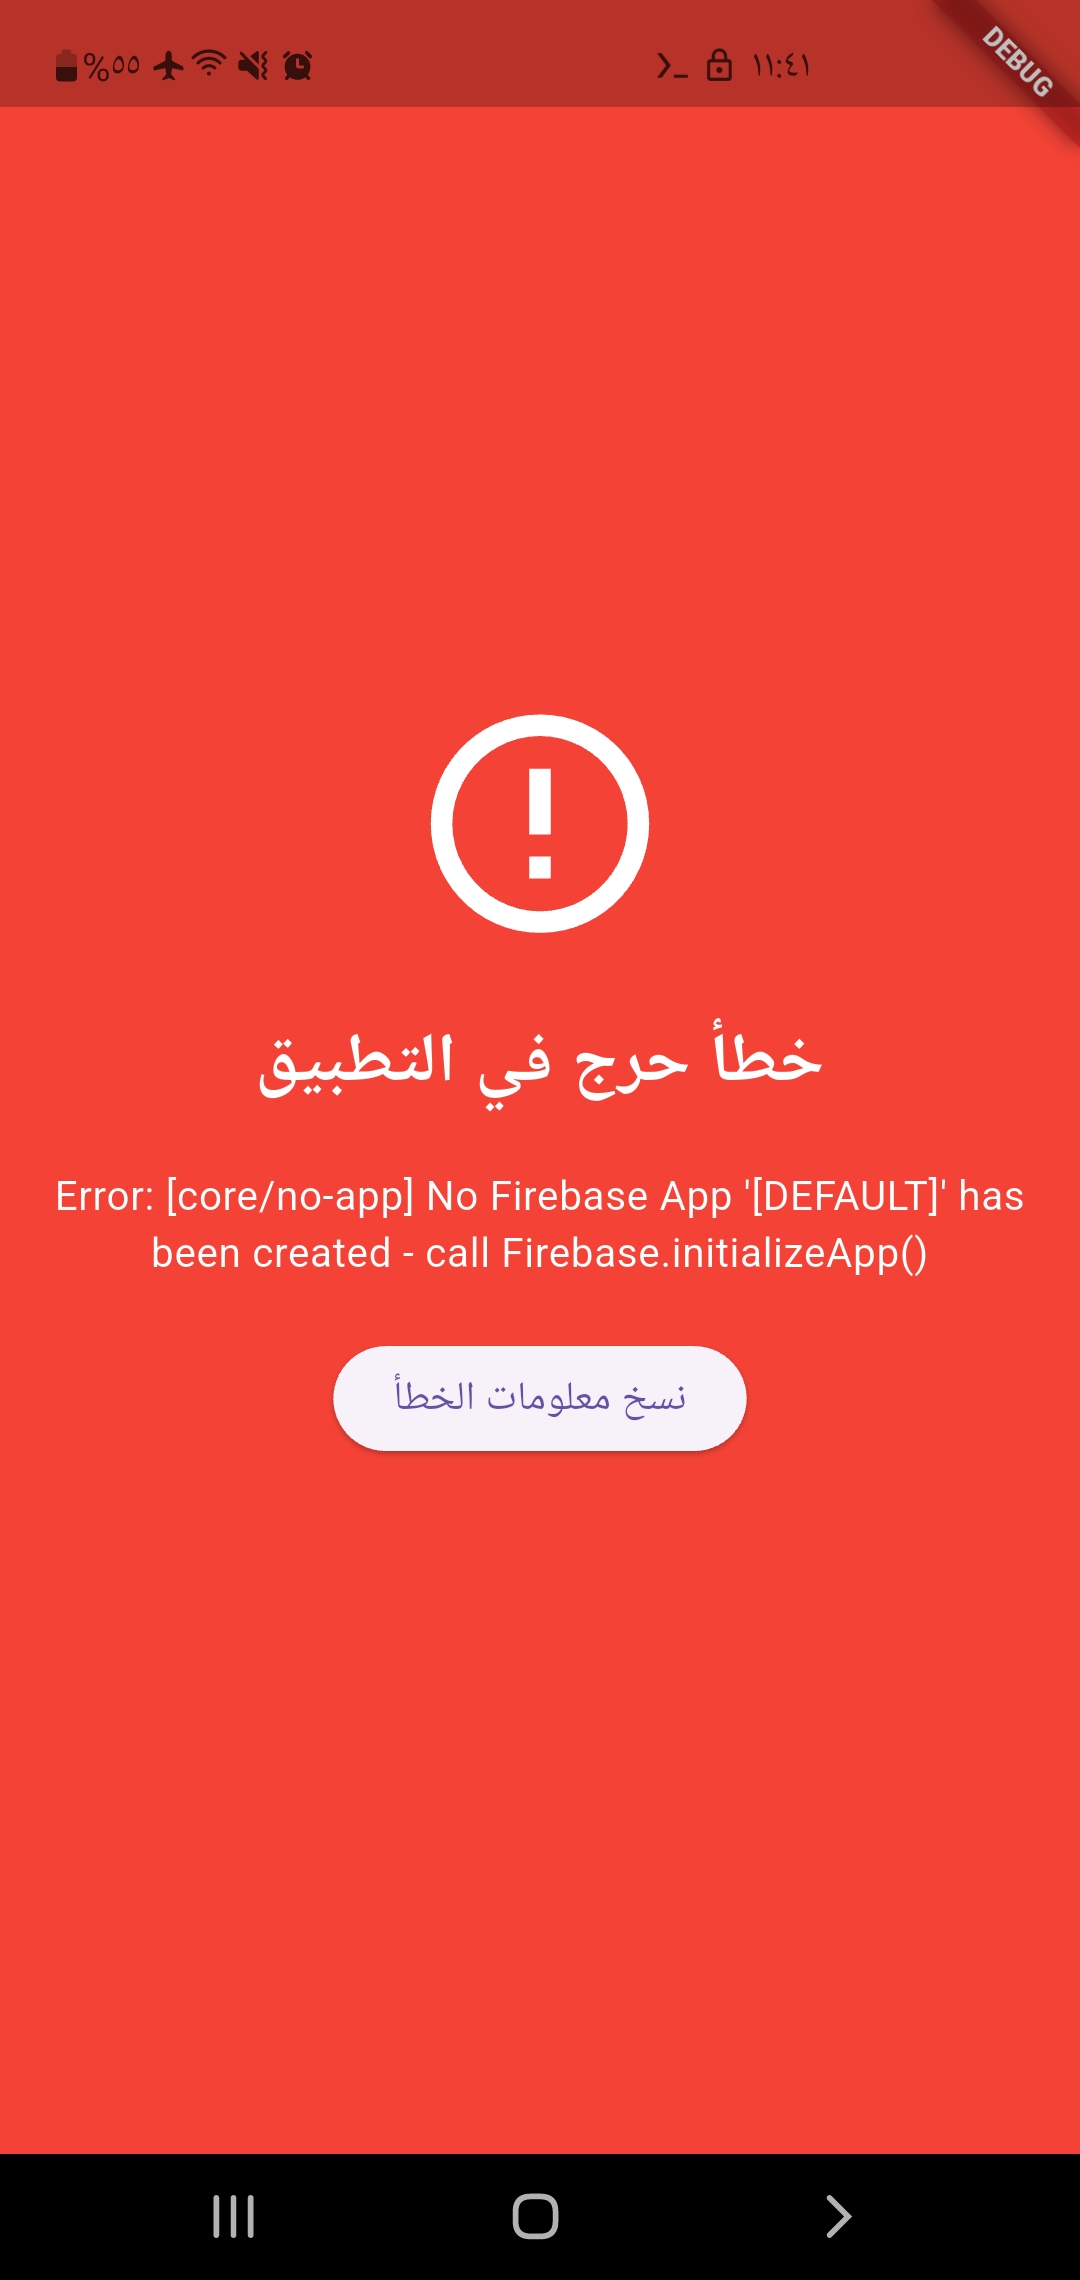 %٥٥
١١:٤١
DEBUG
خطأ حرج في التطبيق
Error: [core/no-app] No Firebase App '[DEFAULT]' has
been created - call Firebase.initializeApp()
نسخ معلومات الخطأ